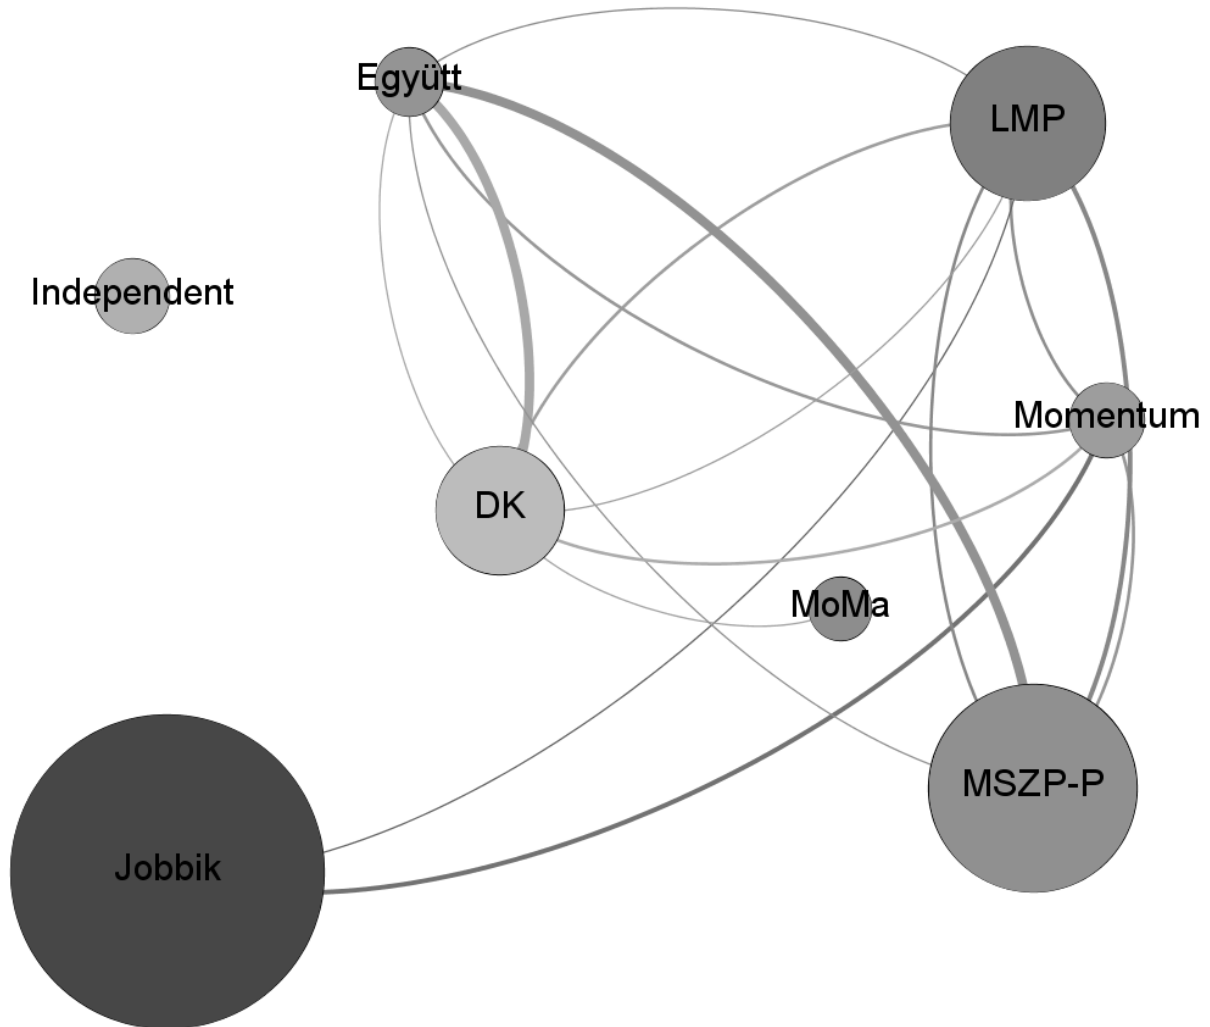 Együtt
LMP
Independent
Momentum
DK
MoMa
MSZP-P
Jobbik